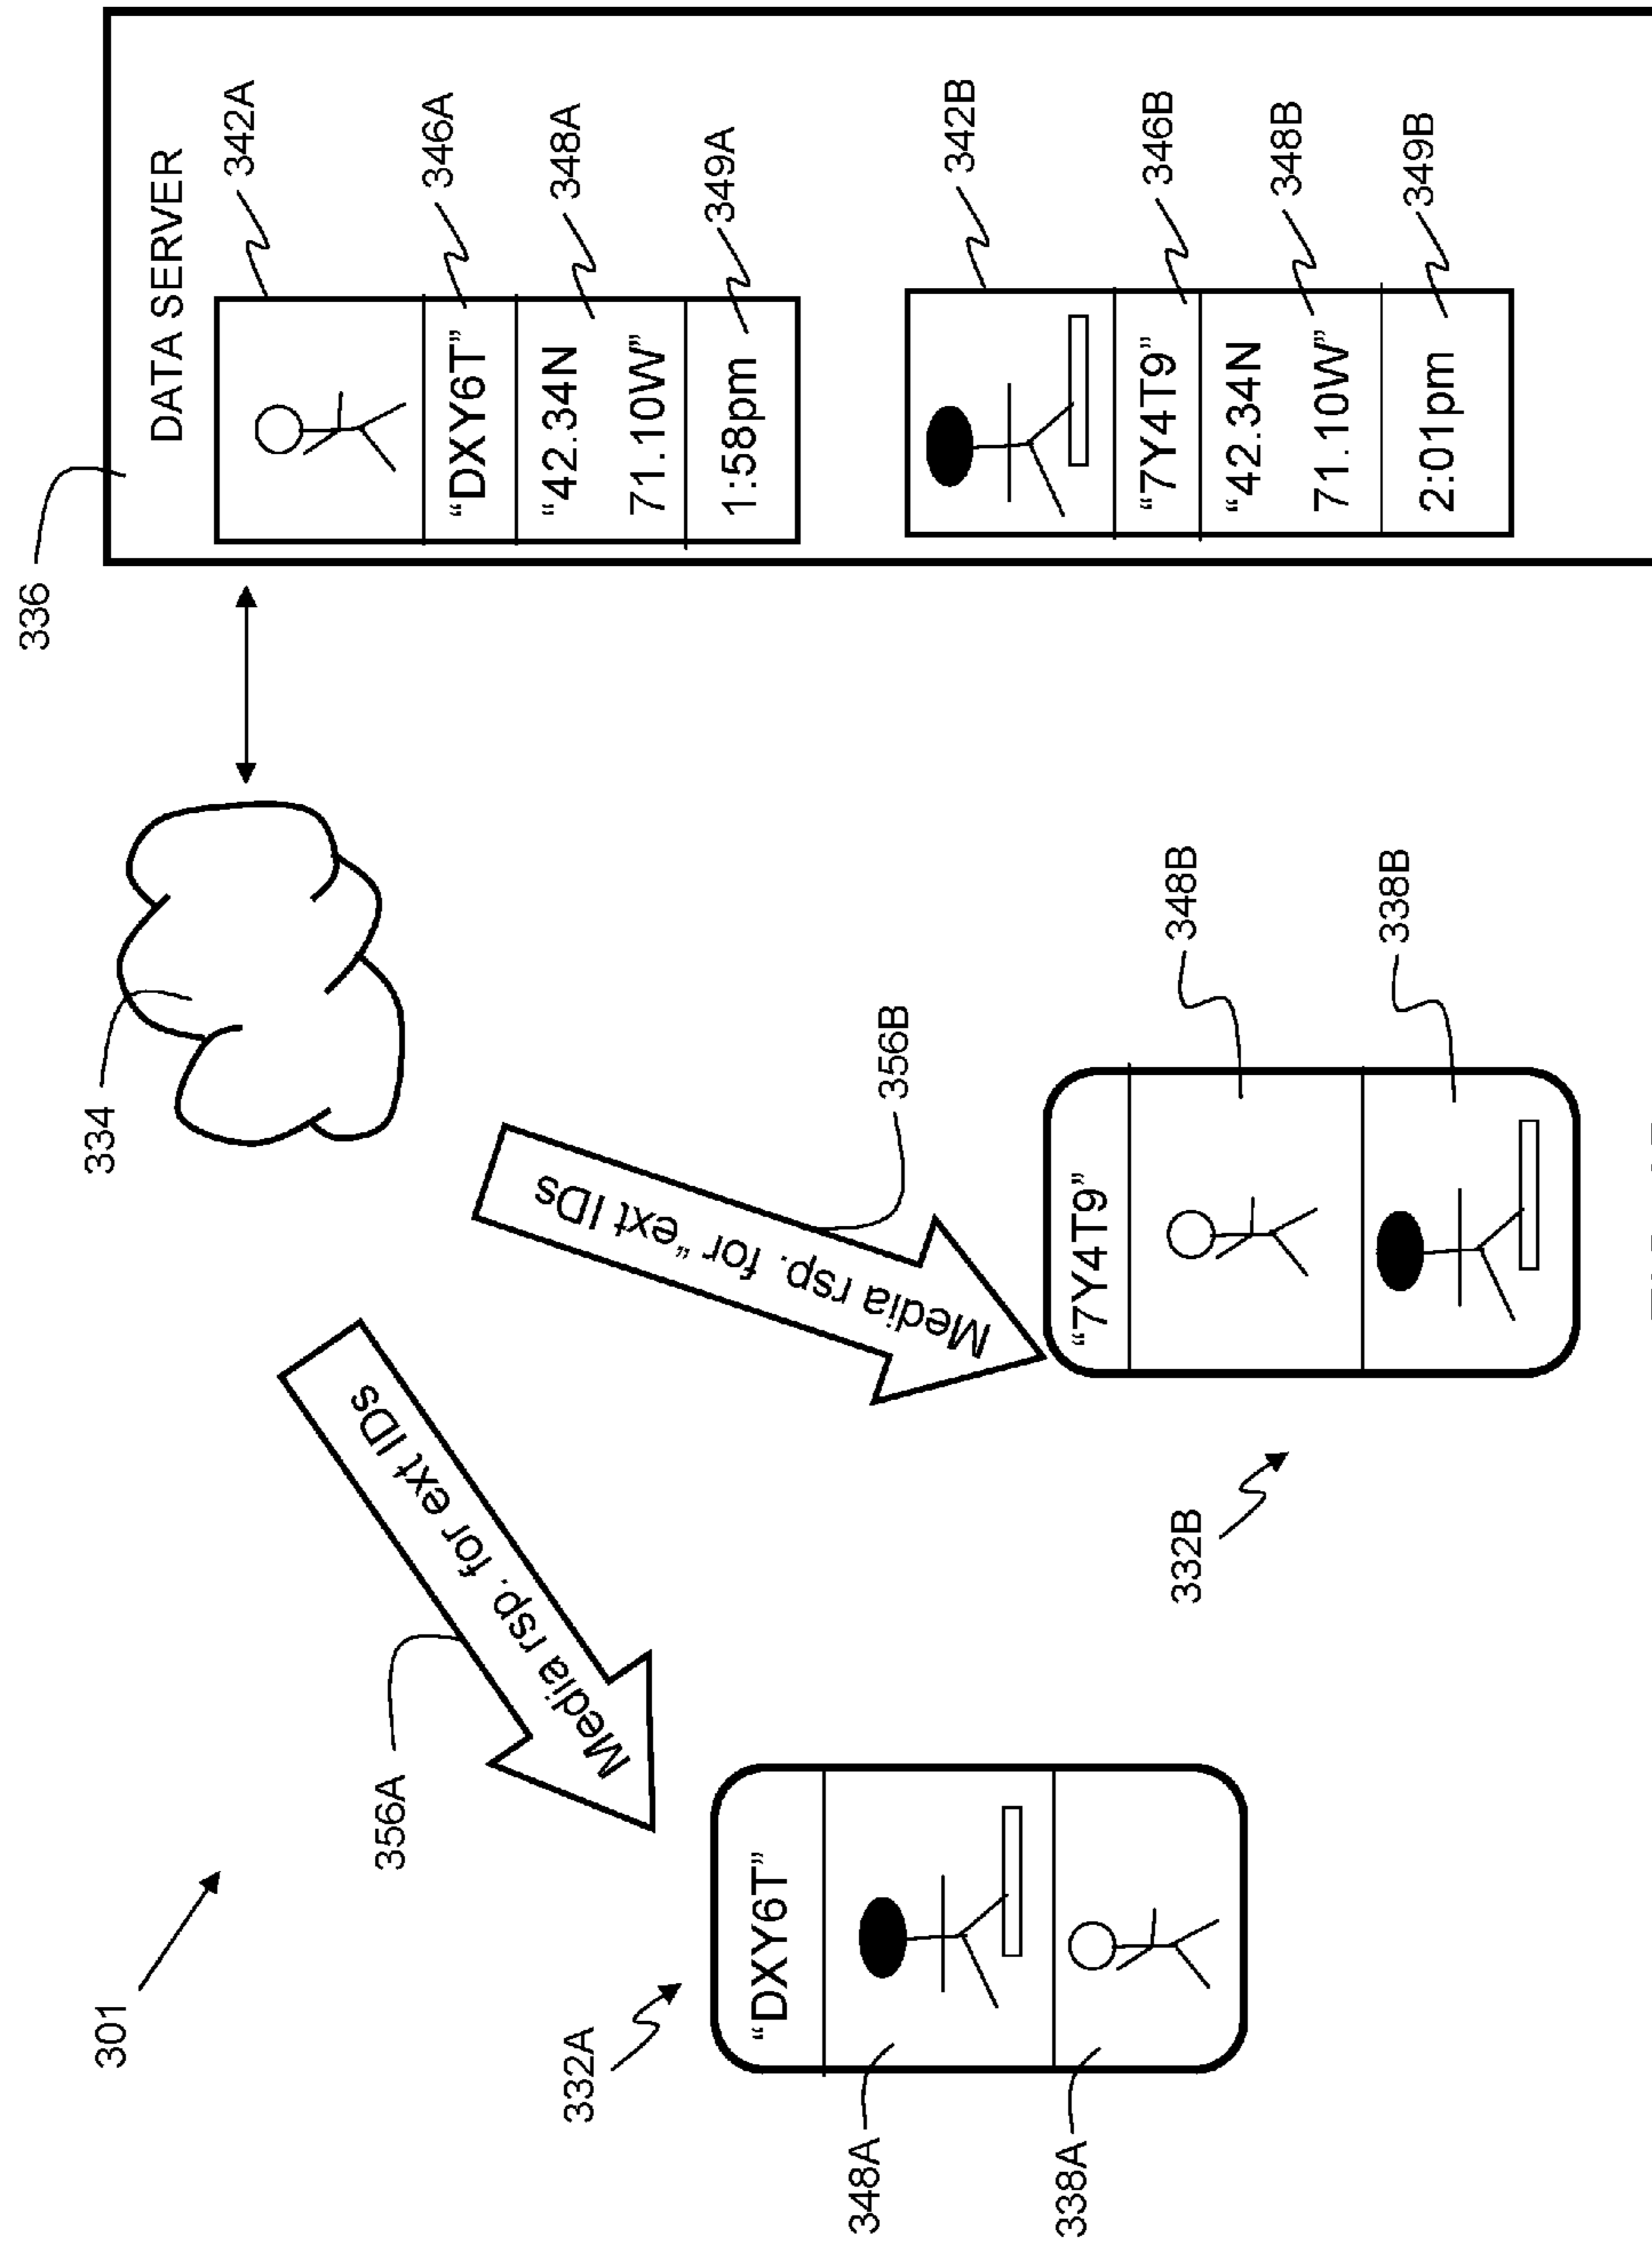 336
301
334
DATA SERVER
342A
356A
Media rsp. for ext IDs
346A
“DXY6T”
348A
“42.34N
71.10W”
349A
1:58pm
332A
“DXY6T”
348A
338A
356B
Media rsp. for “ ext IDs
342B
“7Y4T9”
346B
“7Y4T9”
332B
348B
348B
“42.34N
71.10W”
338B
349B
2:01pm